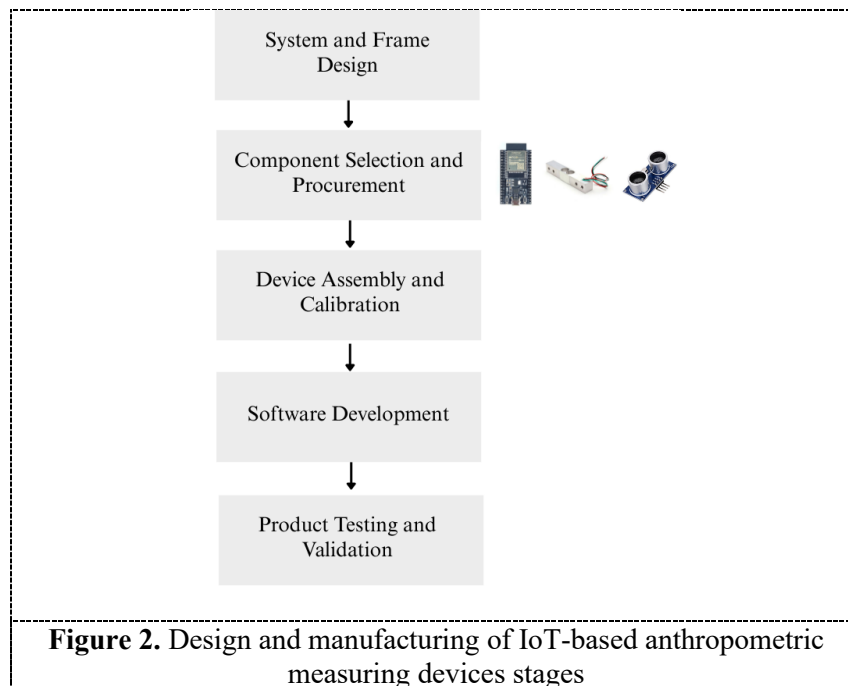 System and Frame
Design
Component Selection and
Procurement
Device Assembly and
Calibration
Software Development
Product Testing and
Validation
Figure 2. Design and manufacturing of IoT-based anthropometric
measuring devices stages